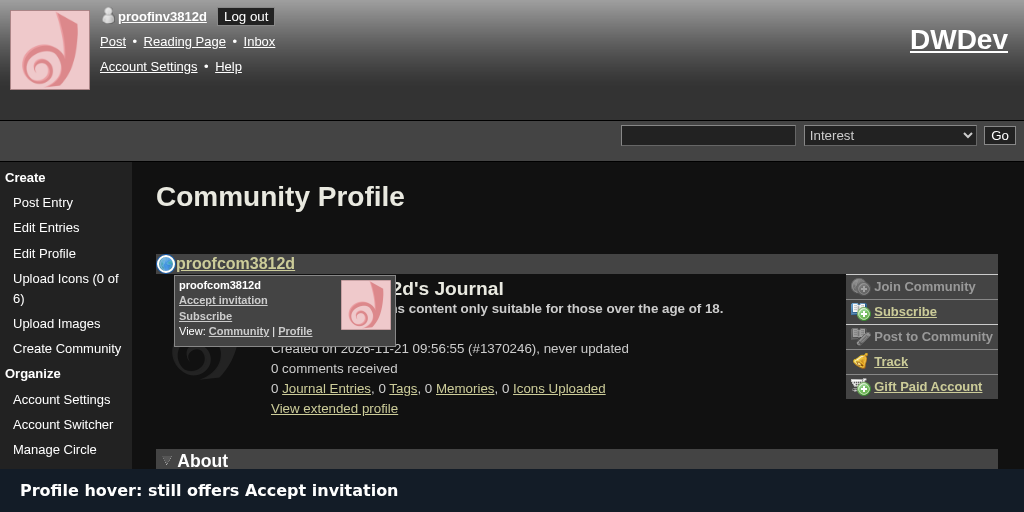 proofinv3812d Log out
Post • Reading Page • Inbox
Account Settings • Help
DWDev
Interest Go
Create
Post Entry
Edit Entries
Edit Profile
Upload Icons (0 of
6)
Upload Images
Create Community
Organize
Account Settings
Account Switcher
Manage Circle
Community Profile
proofcom3812d
proofcom3812d
Accept invitation
Subscribe
View: Community | Profile
2d's Journal
s content only suitable for those over the age of 18.
Created on 2026-11-21 09:56:55 (#1370246), never updated
0 comments received
0 Journal Entries, 0 Tags, 0 Memories, 0 Icons Uploaded
View extended profile
Join Community
Subscribe
Post to Community
Track
Gift Paid Account
About
Profile hover: still offers Accept invitation